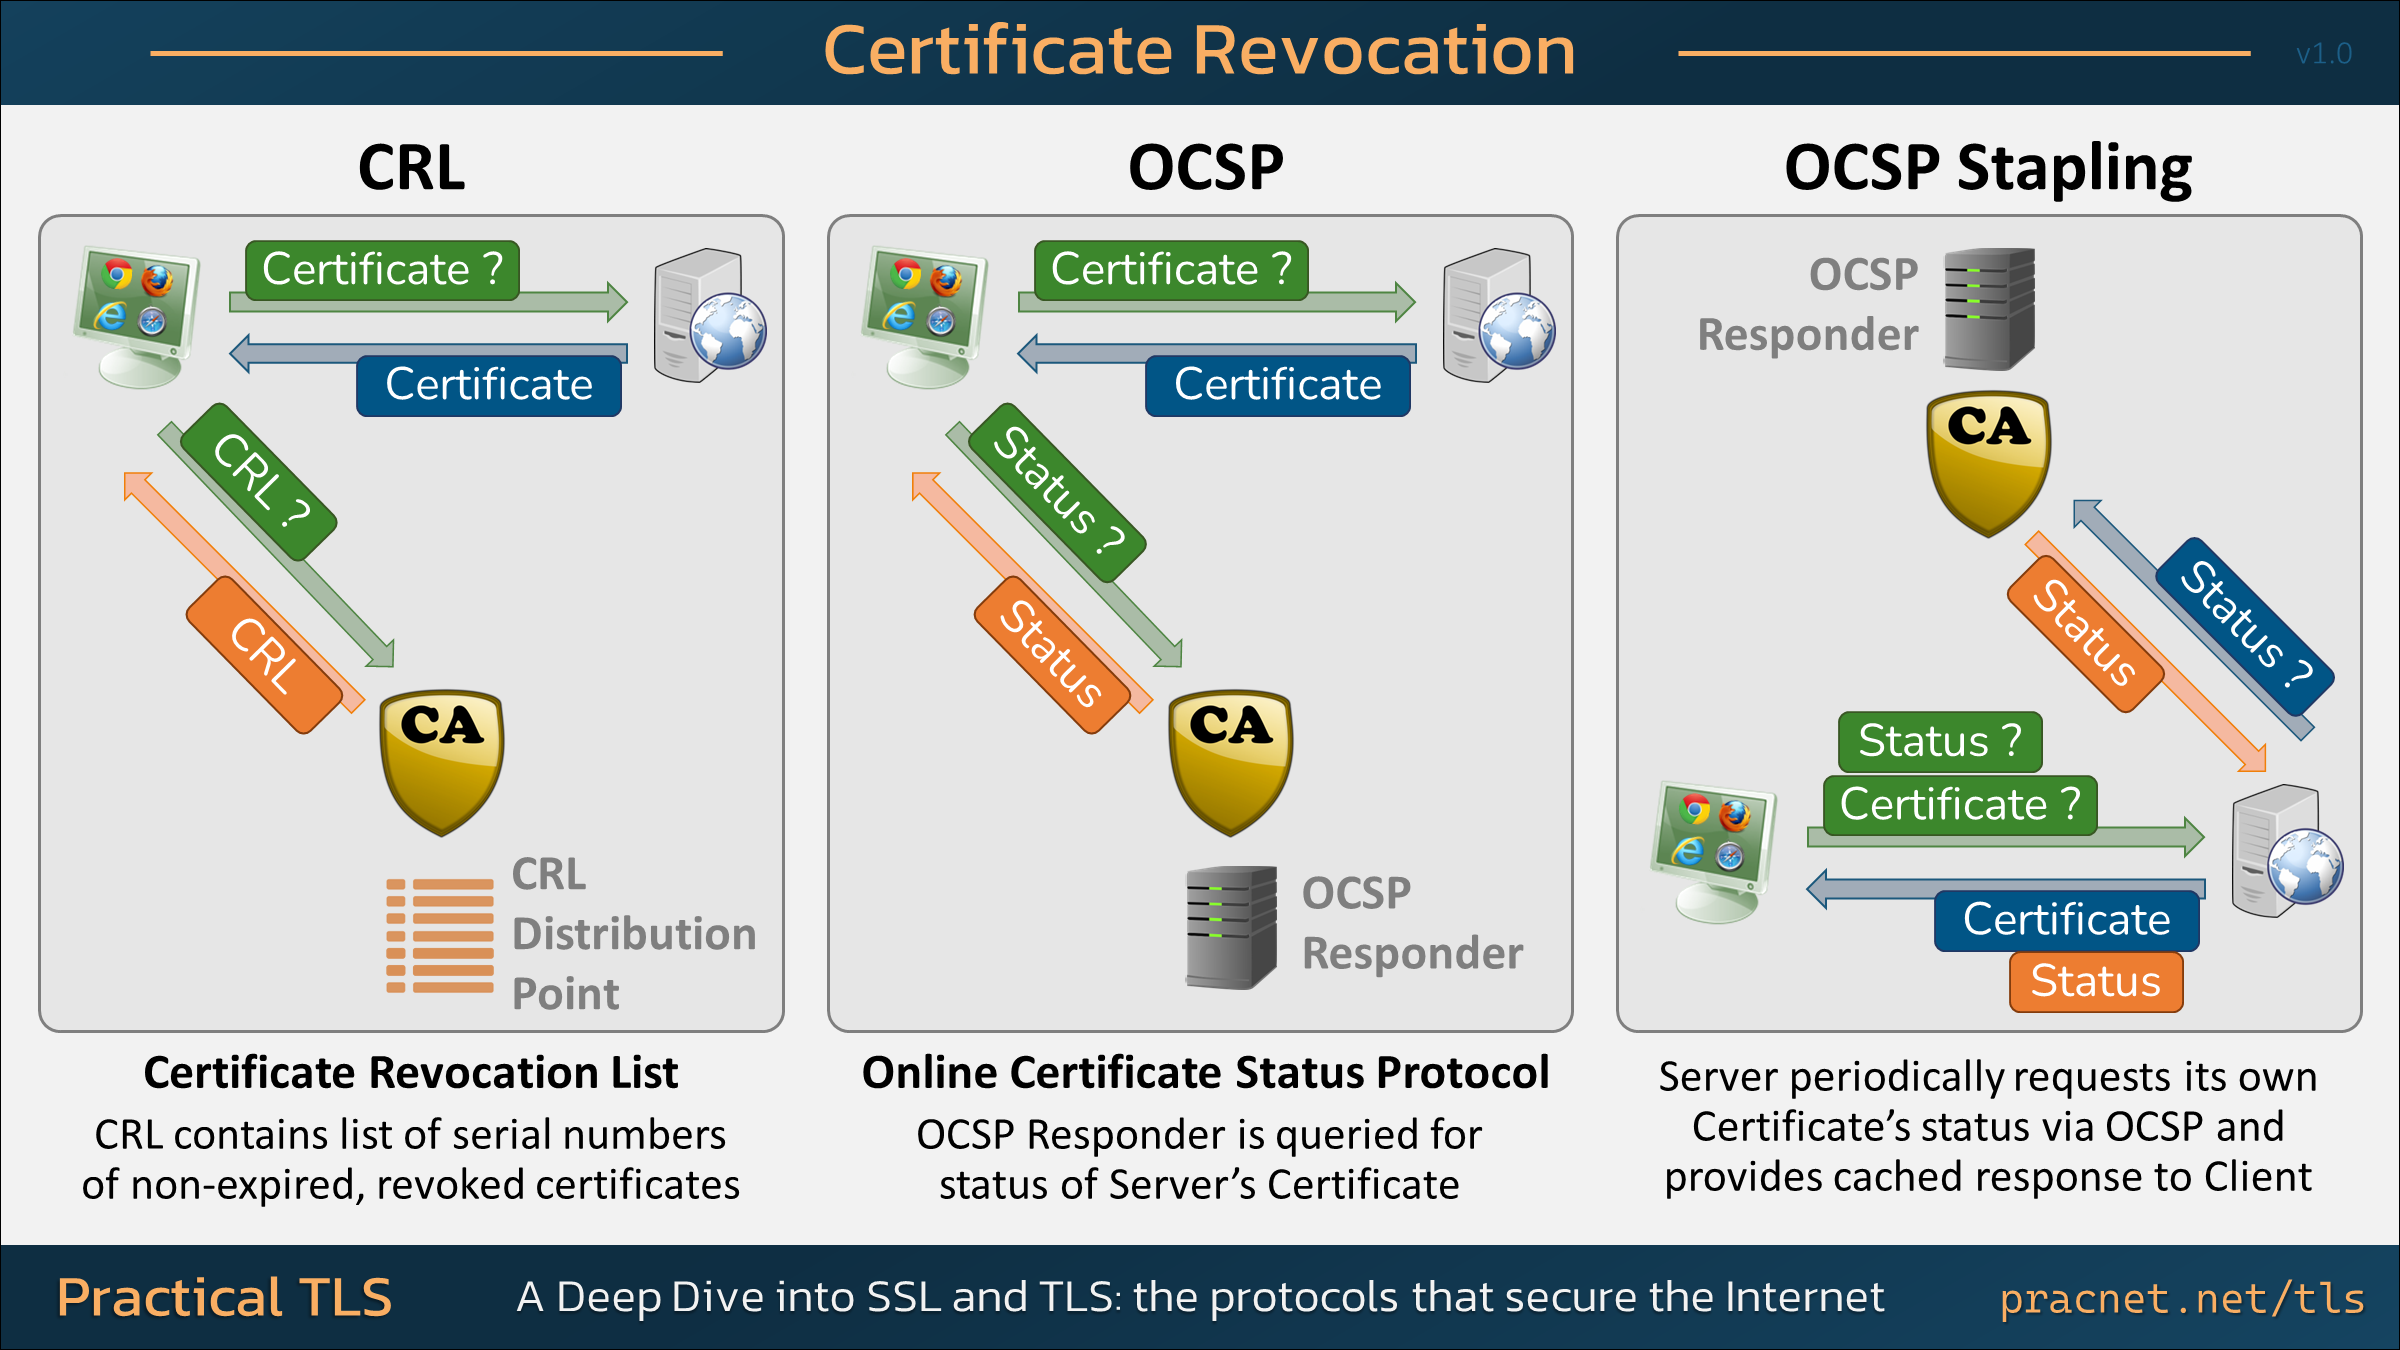 Certificate Revocation
v1.0
CRL
Certificate ?
Certificate
CRL ?
CRL
CA
CRL
Distribution
Point
Certificate Revocation List
CRL contains list of serial numbers
of non-expired, revoked certificates
OCSP
Certificate ?
Certificate
Status ?
Status
CA
OCSP
Responder
Online Certificate Status Protocol
OCSP Responder is queried for
status of Server’s Certificate
OCSP Stapling
OCSP
Responder
CA
Status ?
Status
Status ?
Certificate ?
Certificate
Status
Server periodically requests its own
Certificate’s status via OCSP and
provides cached response to Client
Practical TLS
A Deep Dive into SSL and TLS: the protocols that secure the Internet
pracnet.net/tls